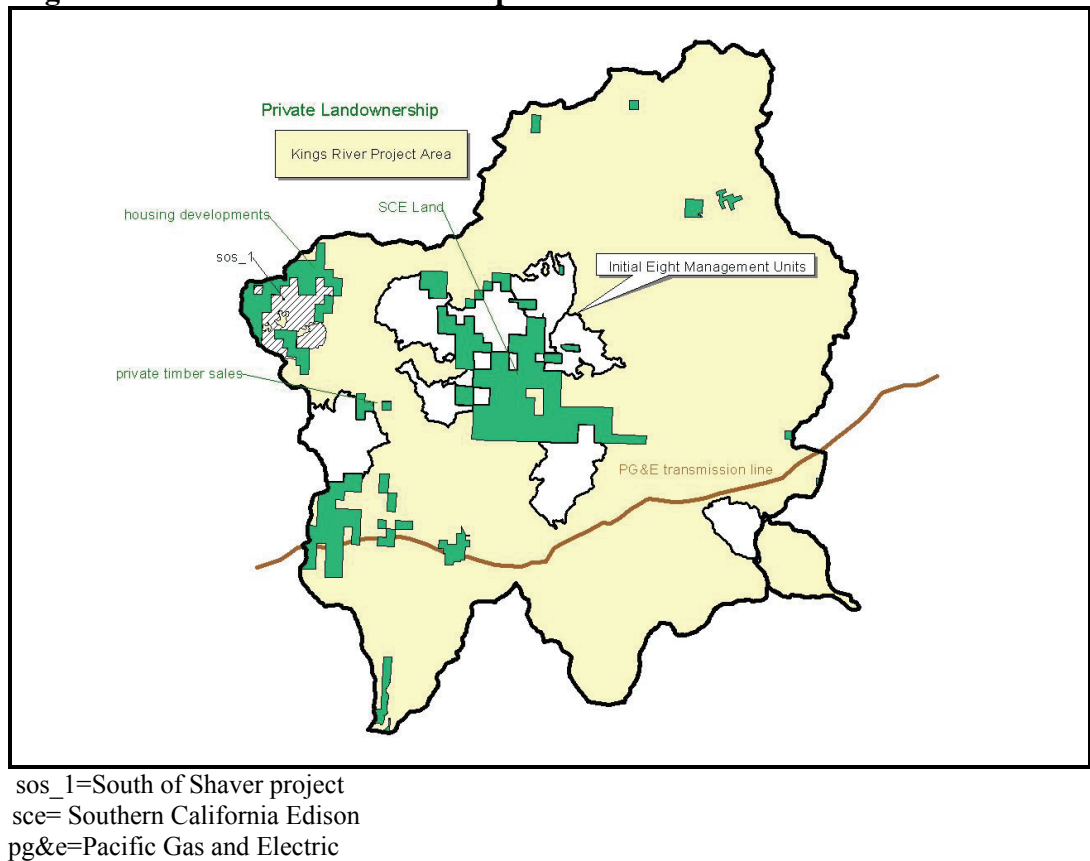 Private Landownership
Kings River Project Area
housing developments
SCE Land
sos_1
Initial Eight Management Units
private timber sales
PG&E transmission line
sos_1=South of Shaver project
sce= Southern California Edison
pg&e=Pacific Gas and Electric